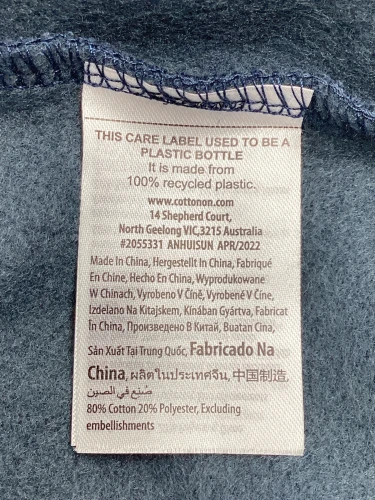 THIS CARE LABEL USED TO BE A
PLASTIC BOTTLE
It is made from
100% recycled plastic.
www.cottonon.com
14 Shepherd Court,
North Geelong VIC,3215 Australia
#2055331 ANHUISUN APR/2022
Made In China, Hergestellt In China, Fabriqué
En Chine, Hecho En China, Wyprodukowane
W Chinach, Vyrobeno V Číně, Vyrobené V Číne,
Izdelano Na Kitajskem, Kínában Gyártva, Fabricat
În China, Произведено В Китай, Buatan Cina,
Sản Xuất Tại Trung Quốc, Fabricado Na
China, ผลิตในประเทศจีน, 中国制造,
صُنِع في الصين
80% Cotton 20% Polyester, Excluding
embellishments